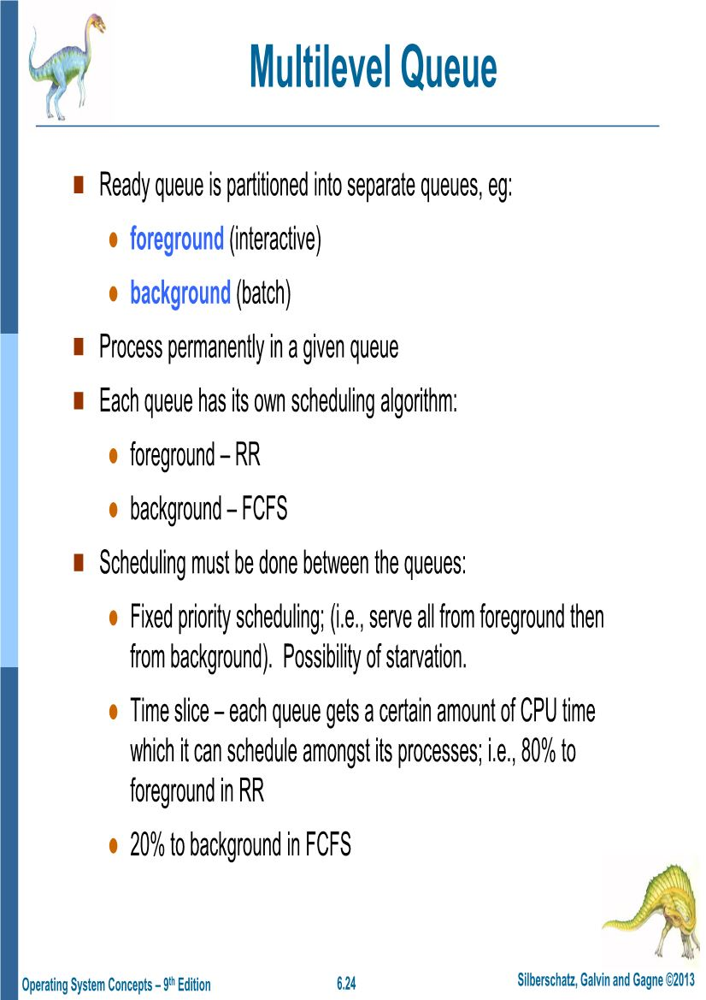 Multilevel Queue
Ready queue is partitioned into separate queues, eg:
foreground (interactive)
background (batch)
Process permanently in a given queue
Each queue has its own scheduling algorithm:
foreground – RR
background – FCFS
Scheduling must be done between the queues:
Fixed priority scheduling; (i.e., serve all from foreground then
from background).  Possibility of starvation.
Time slice – each queue gets a certain amount of CPU time
which it can schedule amongst its processes; i.e., 80% to
foreground in RR
20% to background in FCFS
Operating System Concepts – 9th Edition
6.24
Silberschatz, Galvin and Gagne ©2013